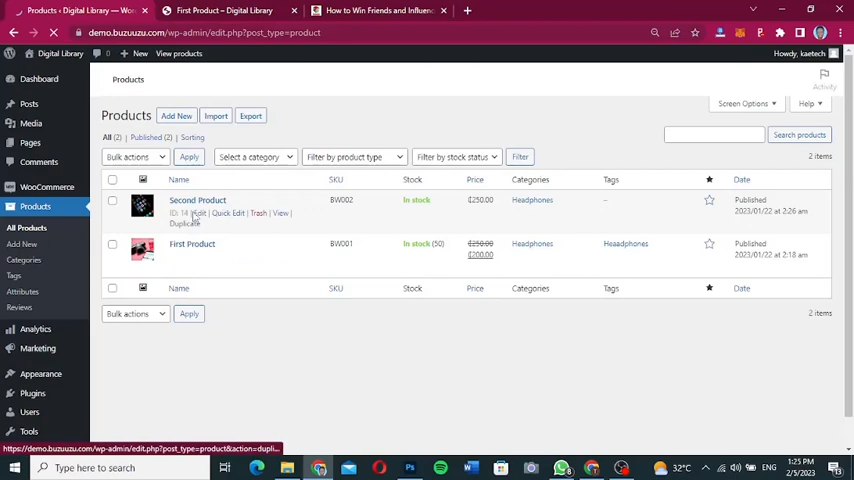 Products ‹ Digital Library — W
First Product – Digital Library
How to Win Friends and Influenc
demo.buzuuzu.com/wp-admin/edit.php?post_type=product
Digital Library 0 + New View products Howdy, kaetech
Dashboard
Posts
Media
Pages
Comments
WooCommerce
Products
All Products
Add New
Categories
Tags
Attributes
Reviews
Analytics
Marketing
Appearance
Plugins
Users
Tools
Products
Activity
Screen Options Help
Products Add New Import Export
All (2) | Published (2) | Sorting
Search products
Bulk actions Apply Select a category Filter by product type Filter by stock status Filter 2 items
Name SKU Stock Price Categories Tags Date
Second Product BW002 In stock ₵250.00 Headphones – Published
2023/01/22 at 2:26 am
ID: 14 | Edit | Quick Edit | Trash | View |
Duplicate
First Product BW001 In stock (50) ₵250.00 Headphones Heaadphones Published
₵200.00 2023/01/22 at 2:18 am
Name SKU Stock Price Categories Tags Date
Bulk actions Apply 2 items
https://demo.buzuuzu.com/wp-admin/edit.php?post_type=product&action=dupli...
Type here to search
32°C ENG 1:25 PM
2/5/2023
13